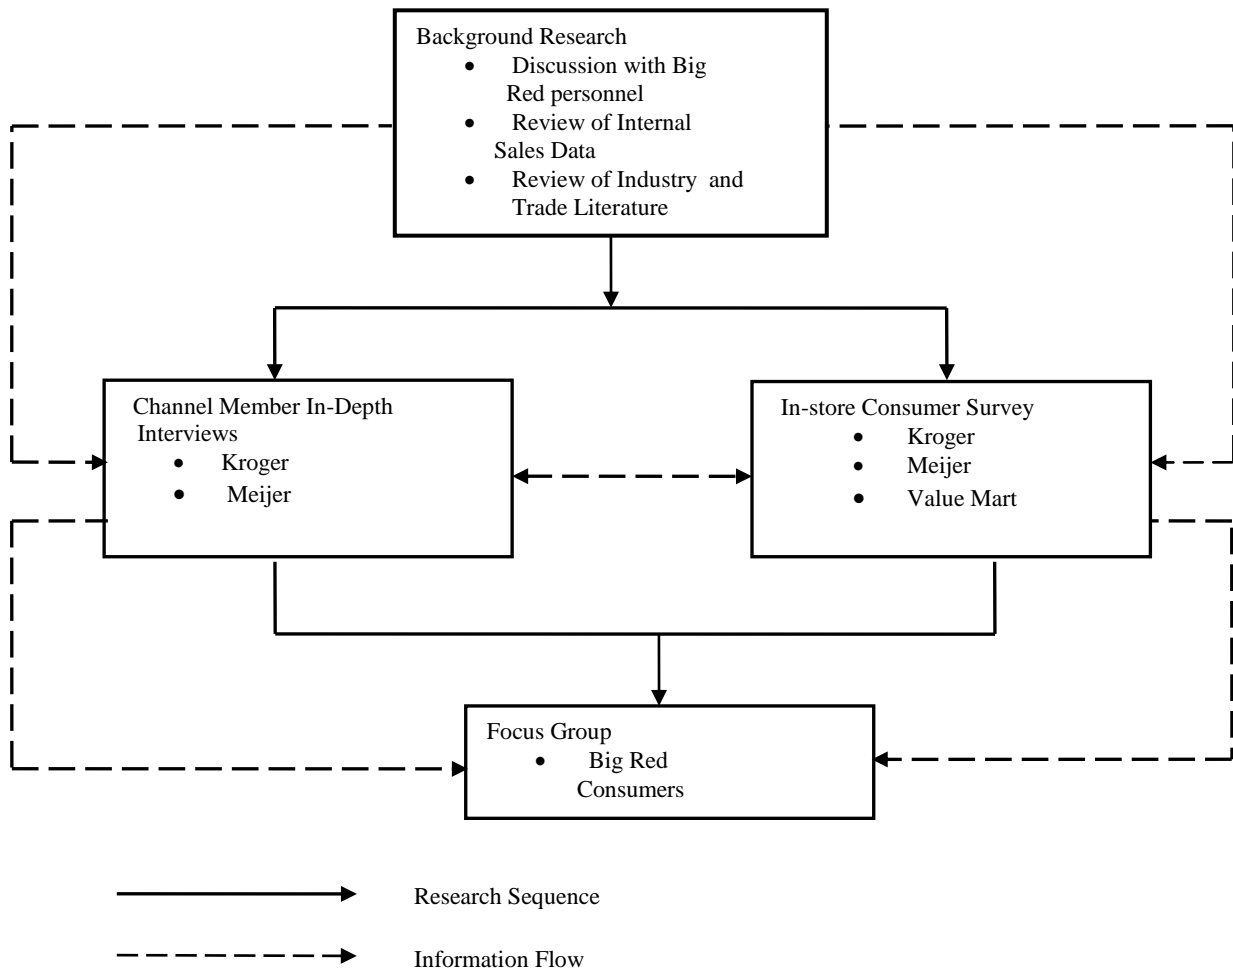 Background Research
• Discussion with Big
Red personnel
• Review of Internal
Sales Data
• Review of Industry and
Trade Literature
Channel Member In-Depth
Interviews
• Kroger
• Meijer
In-store Consumer Survey
• Kroger
• Meijer
• Value Mart
Focus Group
• Big Red
Consumers
Research Sequence
Information Flow